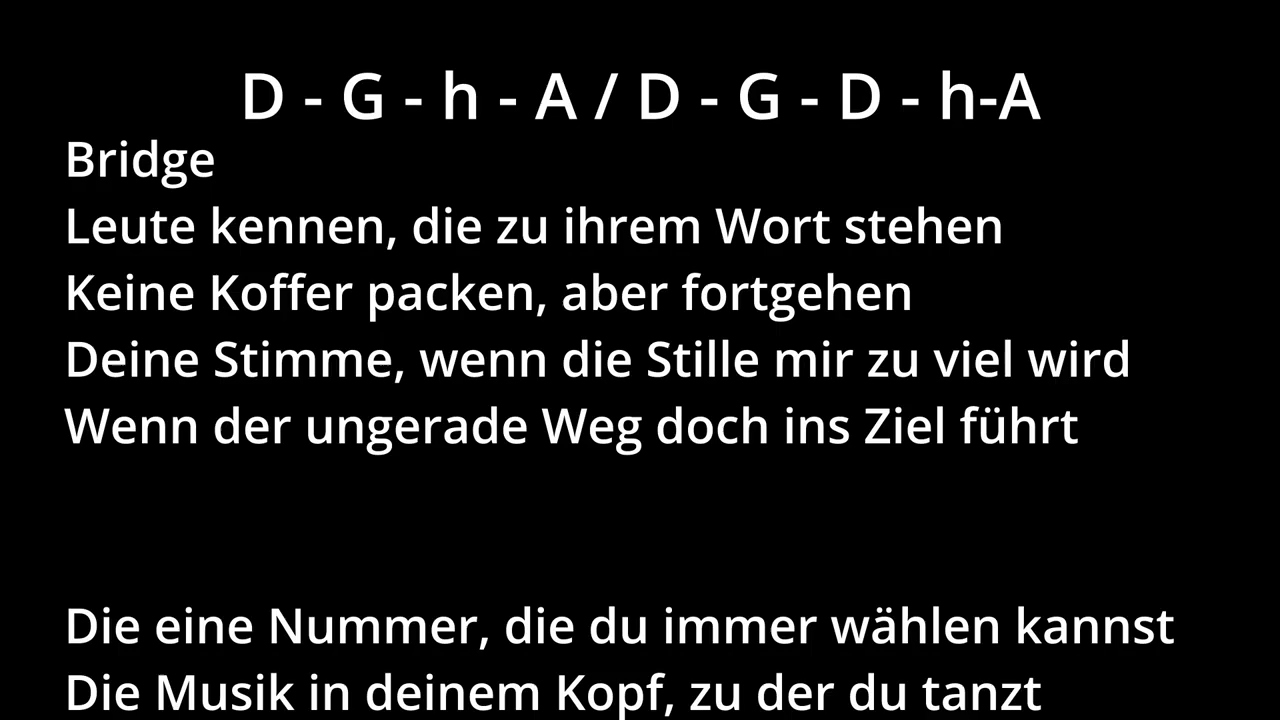 D - G - h - A / D - G - D - h-A
Bridge
Leute kennen, die zu ihrem Wort stehen
Keine Koffer packen, aber fortgehen
Deine Stimme, wenn die Stille mir zu viel wird
Wenn der ungerade Weg doch ins Ziel führt
Die eine Nummer, die du immer wählen kannst
Die Musik in deinem Kopf, zu der du tanzt